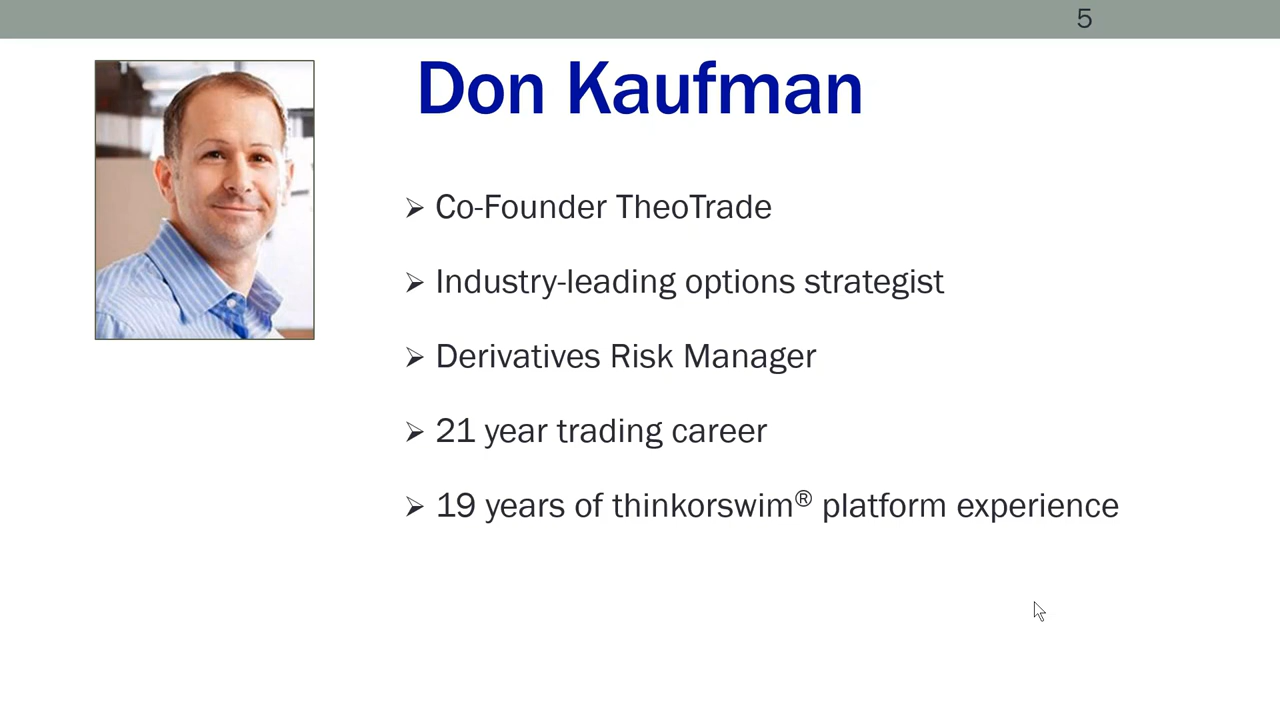 5
Don Kaufman
➢ Co-Founder TheoTrade
➢ Industry-leading options strategist
➢ Derivatives Risk Manager
➢ 21 year trading career
➢ 19 years of thinkorswim® platform experience